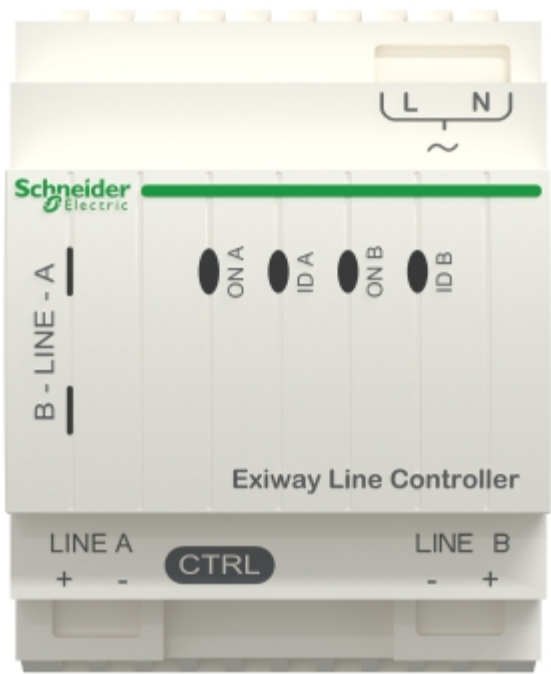 L N
~
Schneider
Electric
B - LINE - A
ON A
ID A
ON B
ID B
Exiway Line Controller
LINE A
LINE B
+ -
CTRL
- +